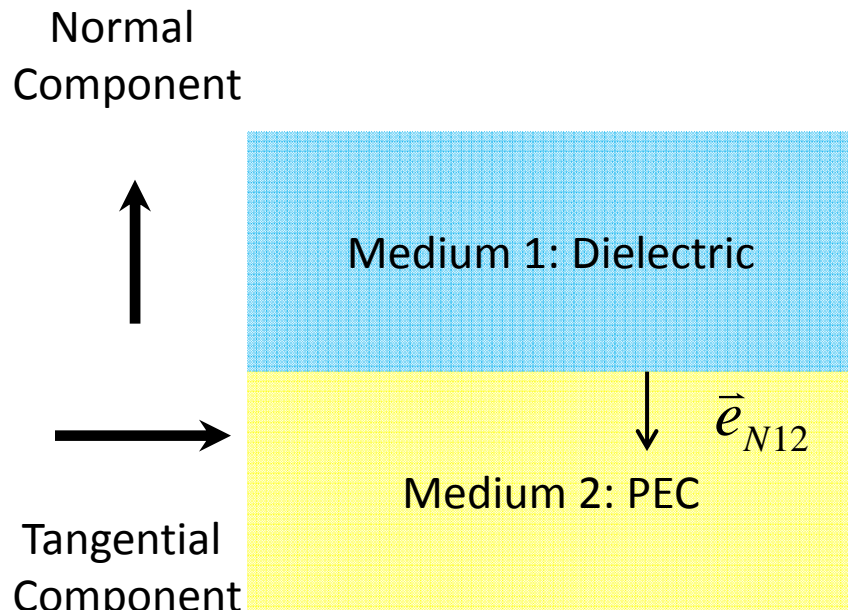 Normal
Component
Medium 1: Dielectric
e⃗_{N12}
Medium 2: PEC
Tangential
Component